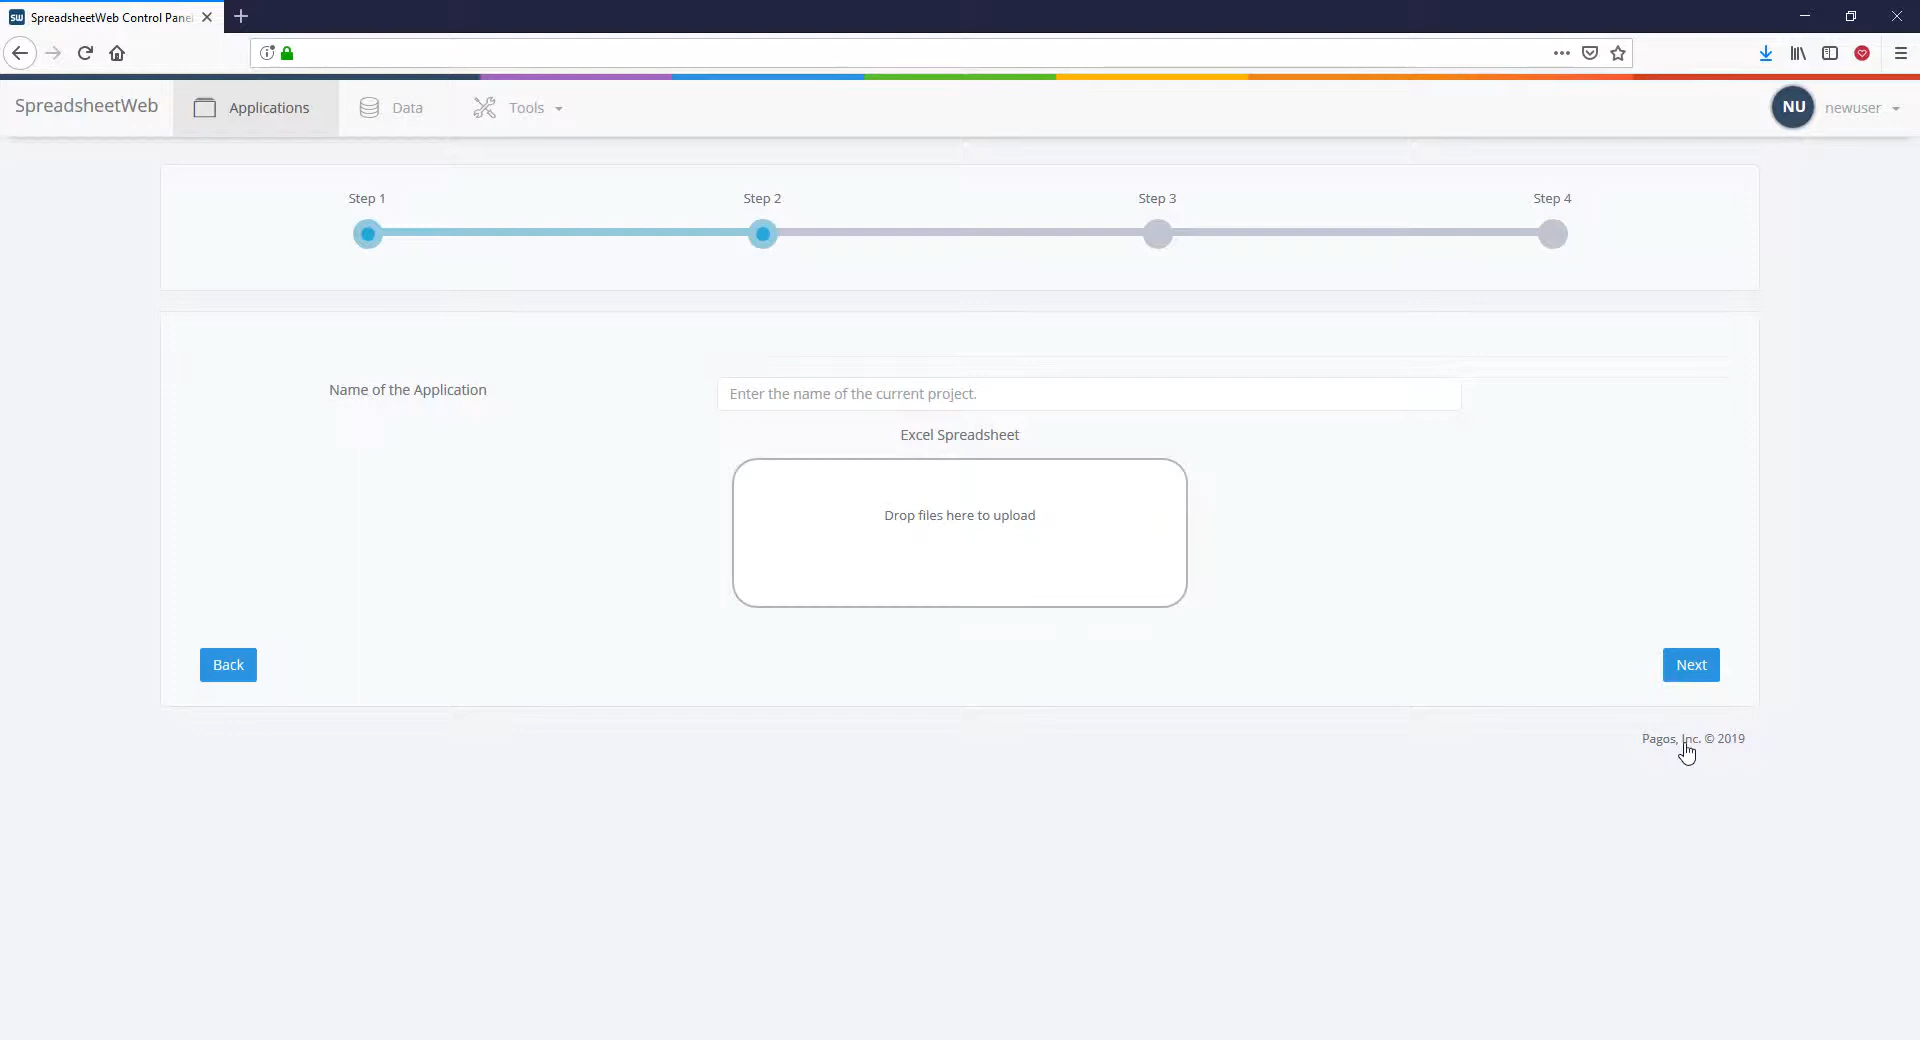 SW SpreadsheetWeb Control Pane
SpreadsheetWeb
Applications
Data
Tools
NU
newuser
Step 1
Step 2
Step 3
Step 4
Name of the Application
Enter the name of the current project.
Excel Spreadsheet
Drop files here to upload
Back
Next
Pagos, Inc. © 2019